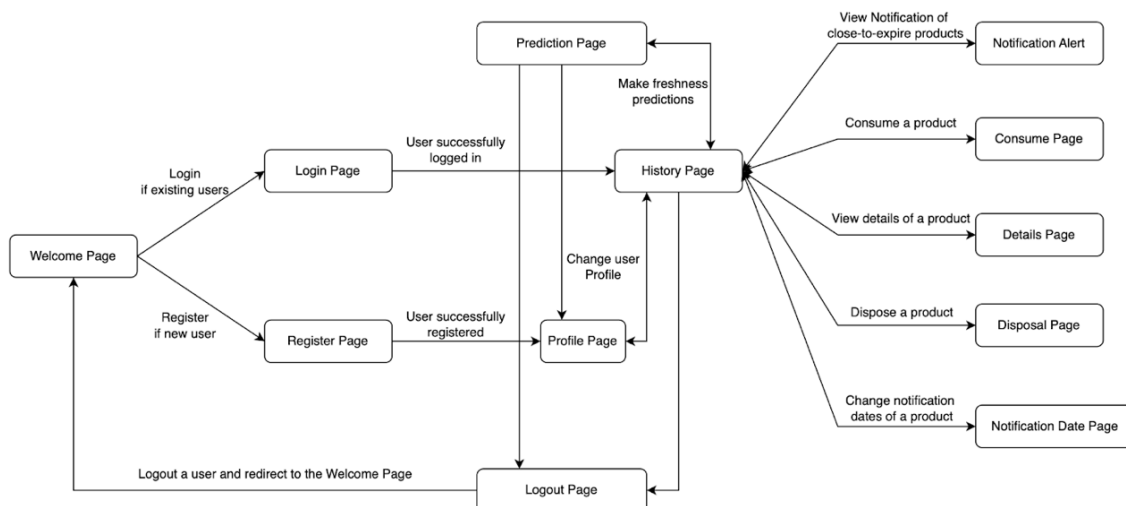 View Notification of
close-to-expire products
Prediction Page
Notification Alert
Make freshness
predictions
Consume a product
Consume Page
User successfully
logged in
Login
if existing users
Login Page
History Page
View details of a product
Details Page
Welcome Page
Change user
Profile
Register
if new user
User successfully
registered
Register Page
Profile Page
Dispose a product
Disposal Page
Change notification
dates of a product
Notification Date Page
Logout a user and redirect to the Welcome Page
Logout Page